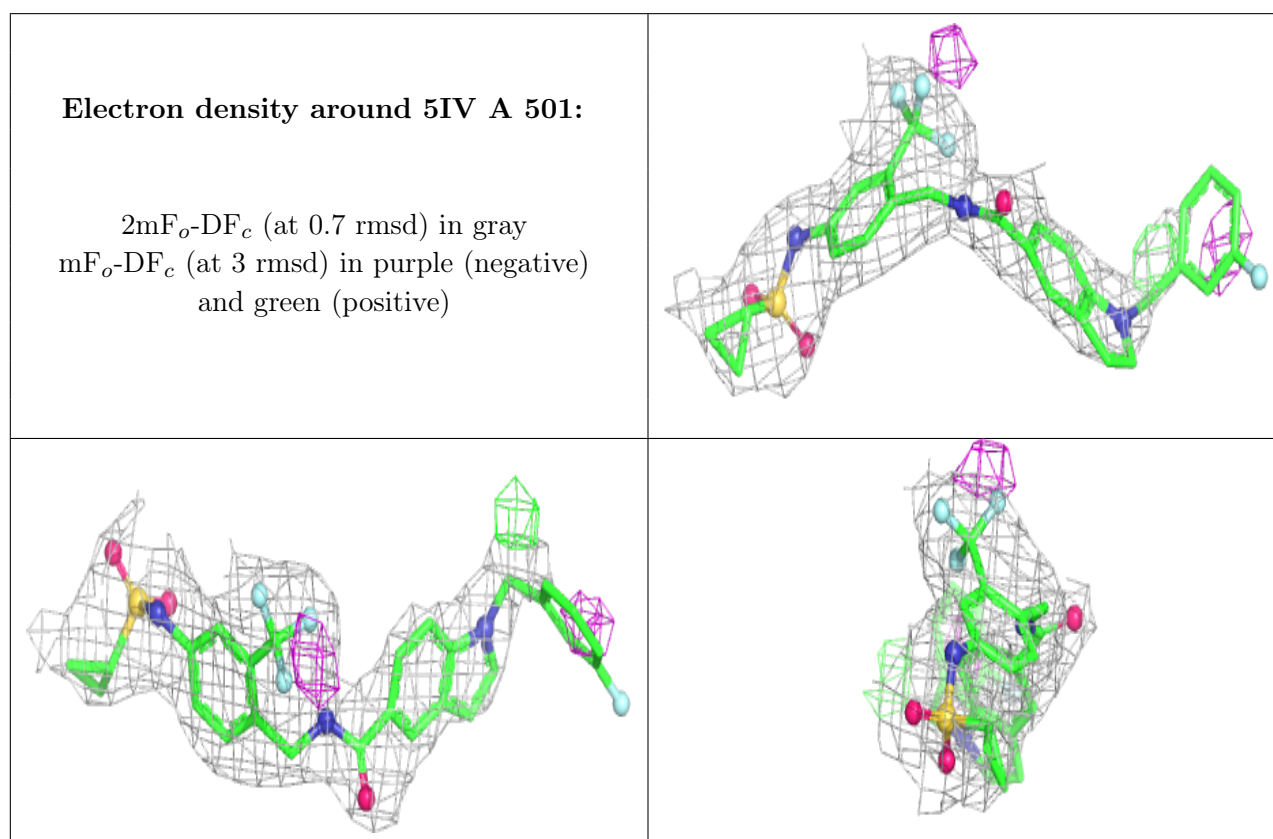 Electron density around 5IV A 501:
2mFo-DFc (at 0.7 rmsd) in gray
mFo-DFc (at 3 rmsd) in purple (negative)
and green (positive)